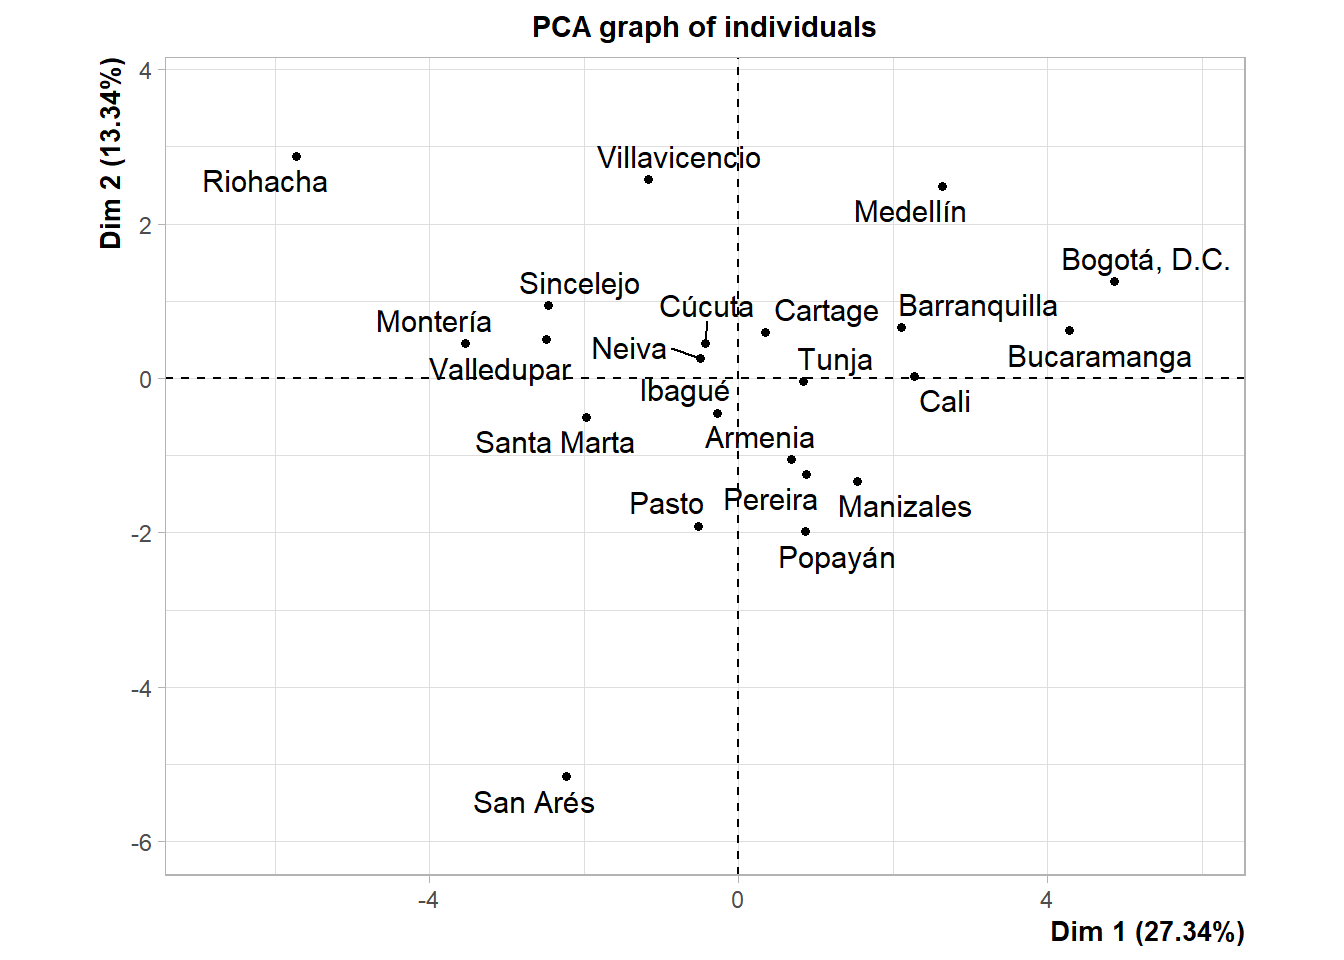 PCA graph of individuals
Dim 2 (13.34%)
4
2
0
-2
-4
-6
Riohacha
Villavicencio
Medellín
Bogotá, D.C.
Sincelejo
Cúcuta
Cartage
Barranquilla
Montería
Neiva
Tunja
Bucaramanga
Valledupar
Ibagué
Cali
Santa Marta
Armenia
Pasto
Pereira
Manizales
Popayán
San Arés
-4
0
4
Dim 1 (27.34%)